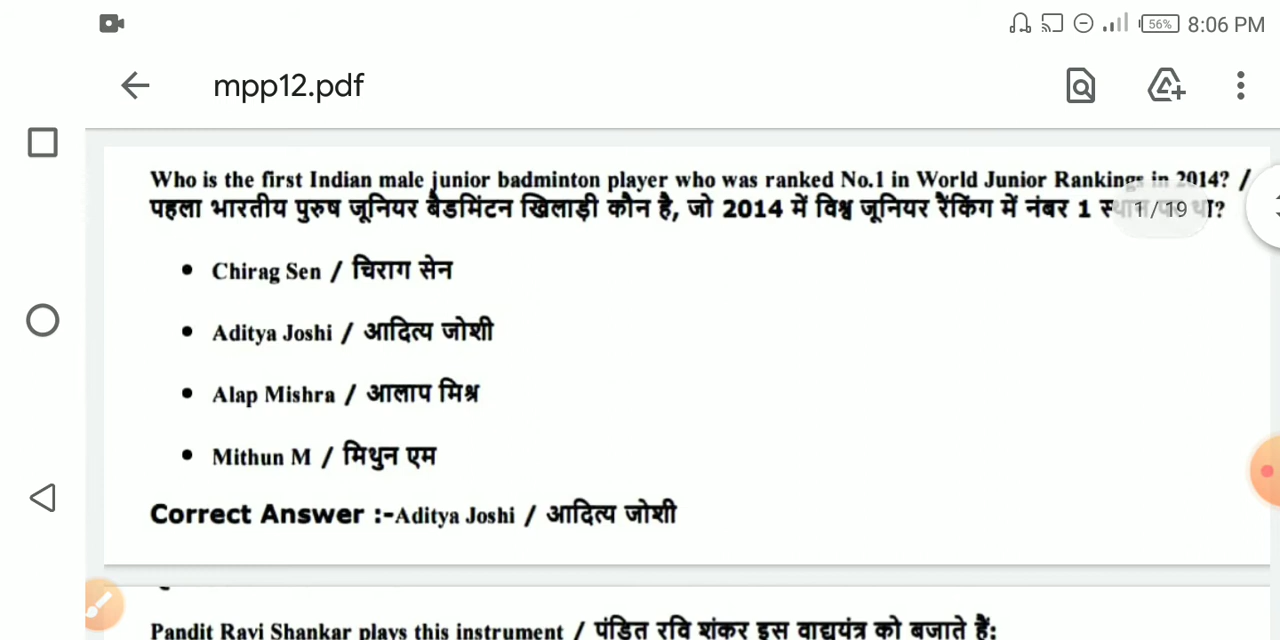 56% 8:06 PM
mpp12.pdf
Who is the first Indian male junior badminton player who was ranked No.1 in World Junior Rankings in 2014? /
पहला भारतीय पुरुष जूनियर बैडमिंटन खिलाड़ी कौन है, जो 2014 में विश्व जूनियर रैंकिंग में नंबर 1 था?
1 / 19
Chirag Sen / चिराग सेन
Aditya Joshi / आदित्य जोशी
Alap Mishra / आलाप मिश्र
Mithun M / मिथुन एम
Correct Answer :-Aditya Joshi / आदित्य जोशी
Pandit Ravi Shankar plays this instrument / पंडित रवि शंकर इस वाद्ययंत्र को बजाते हैं: